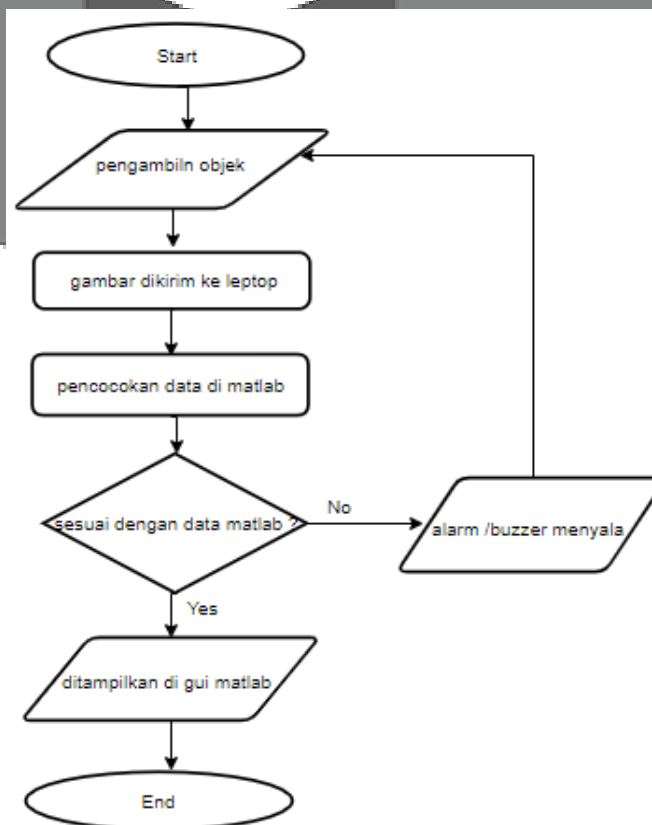 Start
pengambiln objek
gambar dikirim ke leptop
pencocokan data di matlab
sesuai dengan data matlab ?
No
alarm /buzzer menyala
Yes
ditampilkan di gui matlab
End